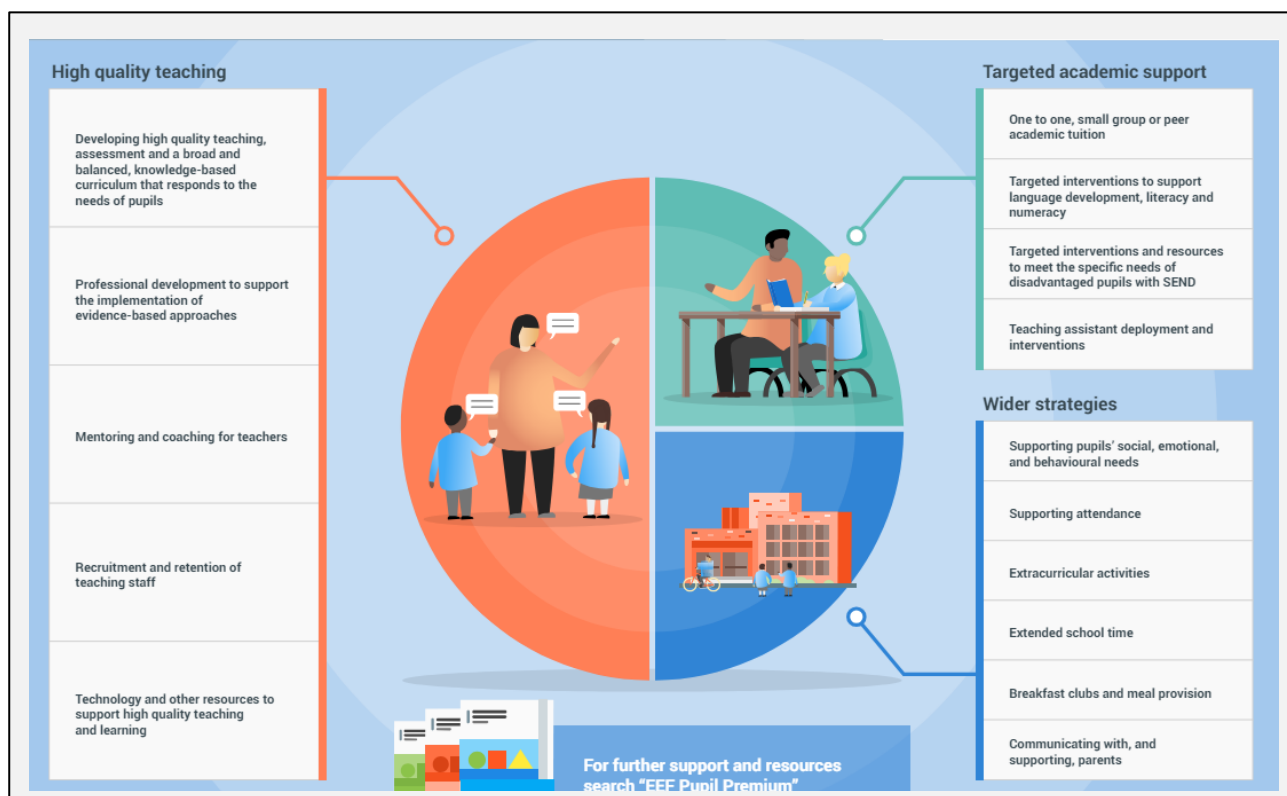 High quality teaching
Developing high quality teaching,
assessment and a broad and
balanced, knowledge-based
curriculum that responds to the
needs of pupils
Professional development to support
the implementation of
evidence-based approaches
Mentoring and coaching for teachers
Recruitment and retention of
teaching staff
Technology and other resources to
support high quality teaching
and learning
Targeted academic support
One to one, small group or peer
academic tuition
Targeted interventions to support
language development, literacy and
numeracy
Targeted interventions and resources
to meet the specific needs of
disadvantaged pupils with SEND
Teaching assistant deployment and
interventions
Wider strategies
Supporting pupils’ social, emotional,
and behavioural needs
Supporting attendance
Extracurricular activities
Extended school time
Breakfast clubs and meal provision
Communicating with, and
supporting, parents
For further support and resources
search “EEF Pupil Premium”